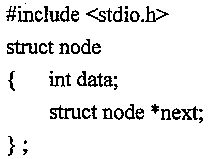 #include <stdio.h>
struct node
{ int data;
struct node *next;
} ;